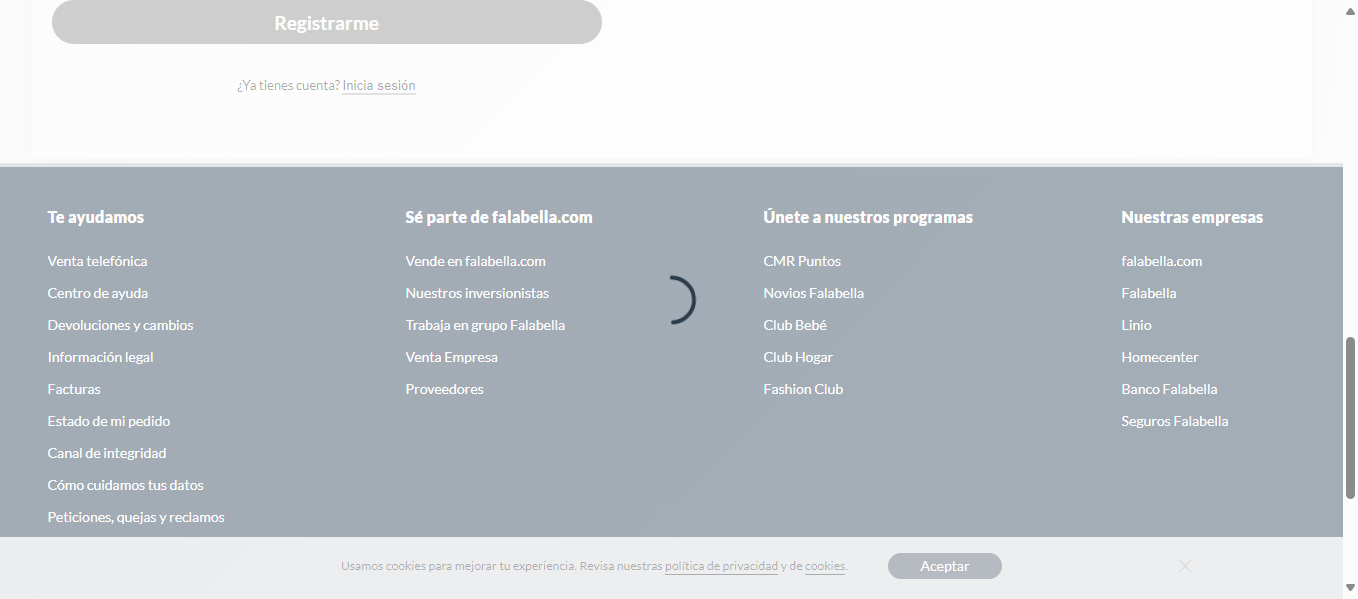 Registrarme
¿Ya tienes cuenta? Inicia sesión
Te ayudamos
Venta telefónica
Centro de ayuda
Devoluciones y cambios
Información legal
Facturas
Estado de mi pedido
Canal de integridad
Cómo cuidamos tus datos
Peticiones, quejas y reclamos
Sé parte de falabella.com
Vende en falabella.com
Nuestros inversionistas
Trabaja en grupo Falabella
Venta Empresa
Proveedores
Únete a nuestros programas
CMR Puntos
Novios Falabella
Club Bebé
Club Hogar
Fashion Club
Nuestras empresas
falabella.com
Falabella
Linio
Homecenter
Banco Falabella
Seguros Falabella
Usamos cookies para mejorar tu experiencia. Revisa nuestras política de privacidad y de cookies.
Aceptar